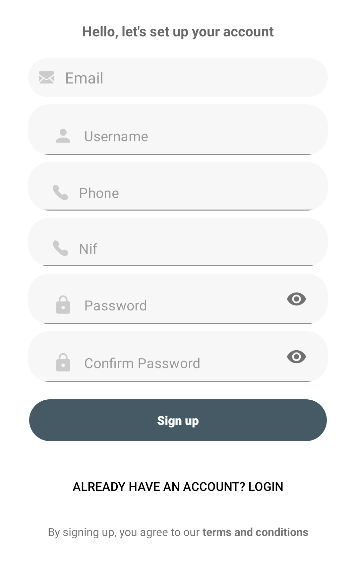 Hello, let's set up your account
Email
Username
Phone
Nif
Password
Confirm Password
Sign up
ALREADY HAVE AN ACCOUNT? LOGIN
By signing up, you agree to our terms and conditions